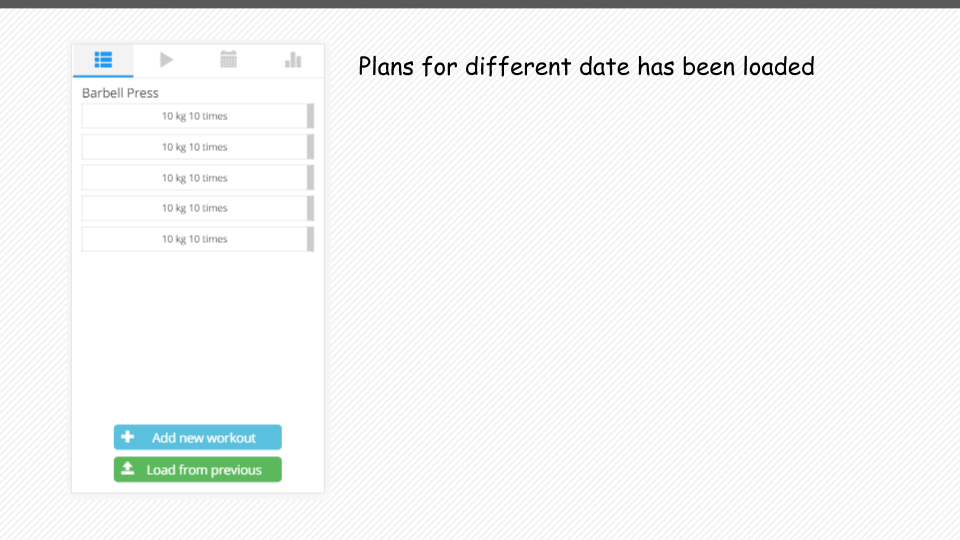 Plans for different date has been loaded
Barbell Press
10 kg 10 times
10 kg 10 times
10 kg 10 times
10 kg 10 times
10 kg 10 times
Add new workout
Load from previous